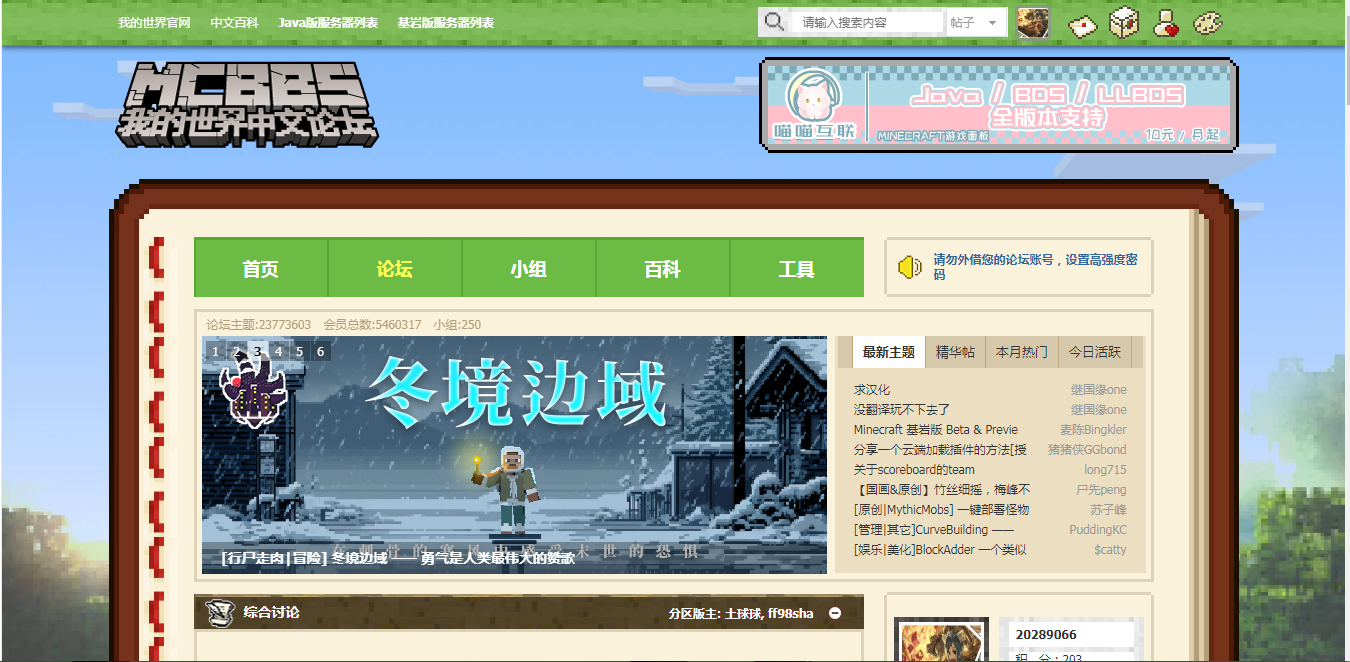 我的世界官网 中文百科 Java版服务器列表 基岩版服务器列表
请输入搜索内容 帖子
MCBBS
我的世界中文论坛
喵喵互联
Java / BDS / LLBDS
全版本支持
MINECRAFT游戏面板
10元 / 月起
首页 论坛 小组 百科 工具
请勿外借您的论坛账号，设置高强度密
码
论坛主题:23773603 会员总数:5460317 小组:250
1 2 3 4 5 6
冬境边域
[行尸走肉|冒险] 冬境边域 —— 勇气是人类最伟大的赞歌
最新主题 精华帖 本月热门 今日活跃
求汉化 继国缘one
没翻译玩不下去了 继国缘one
Minecraft 基岩版 Beta & Previe 麦陈Bingkler
分享一个云端加载插件的方法[授 猪猪侠GGbond
关于scoreboard的team long715
【国画&原创】竹丝细摇，梅峰不 尸先peng
[原创|MythicMobs] 一键部署怪物 苏子峰
[管理|其它]CurveBuilding —— PuddingKC
[娱乐|美化]BlockAdder 一个类似 $catty
综合讨论 分区版主: 土球球, ff98sha
20289066
积 分：203